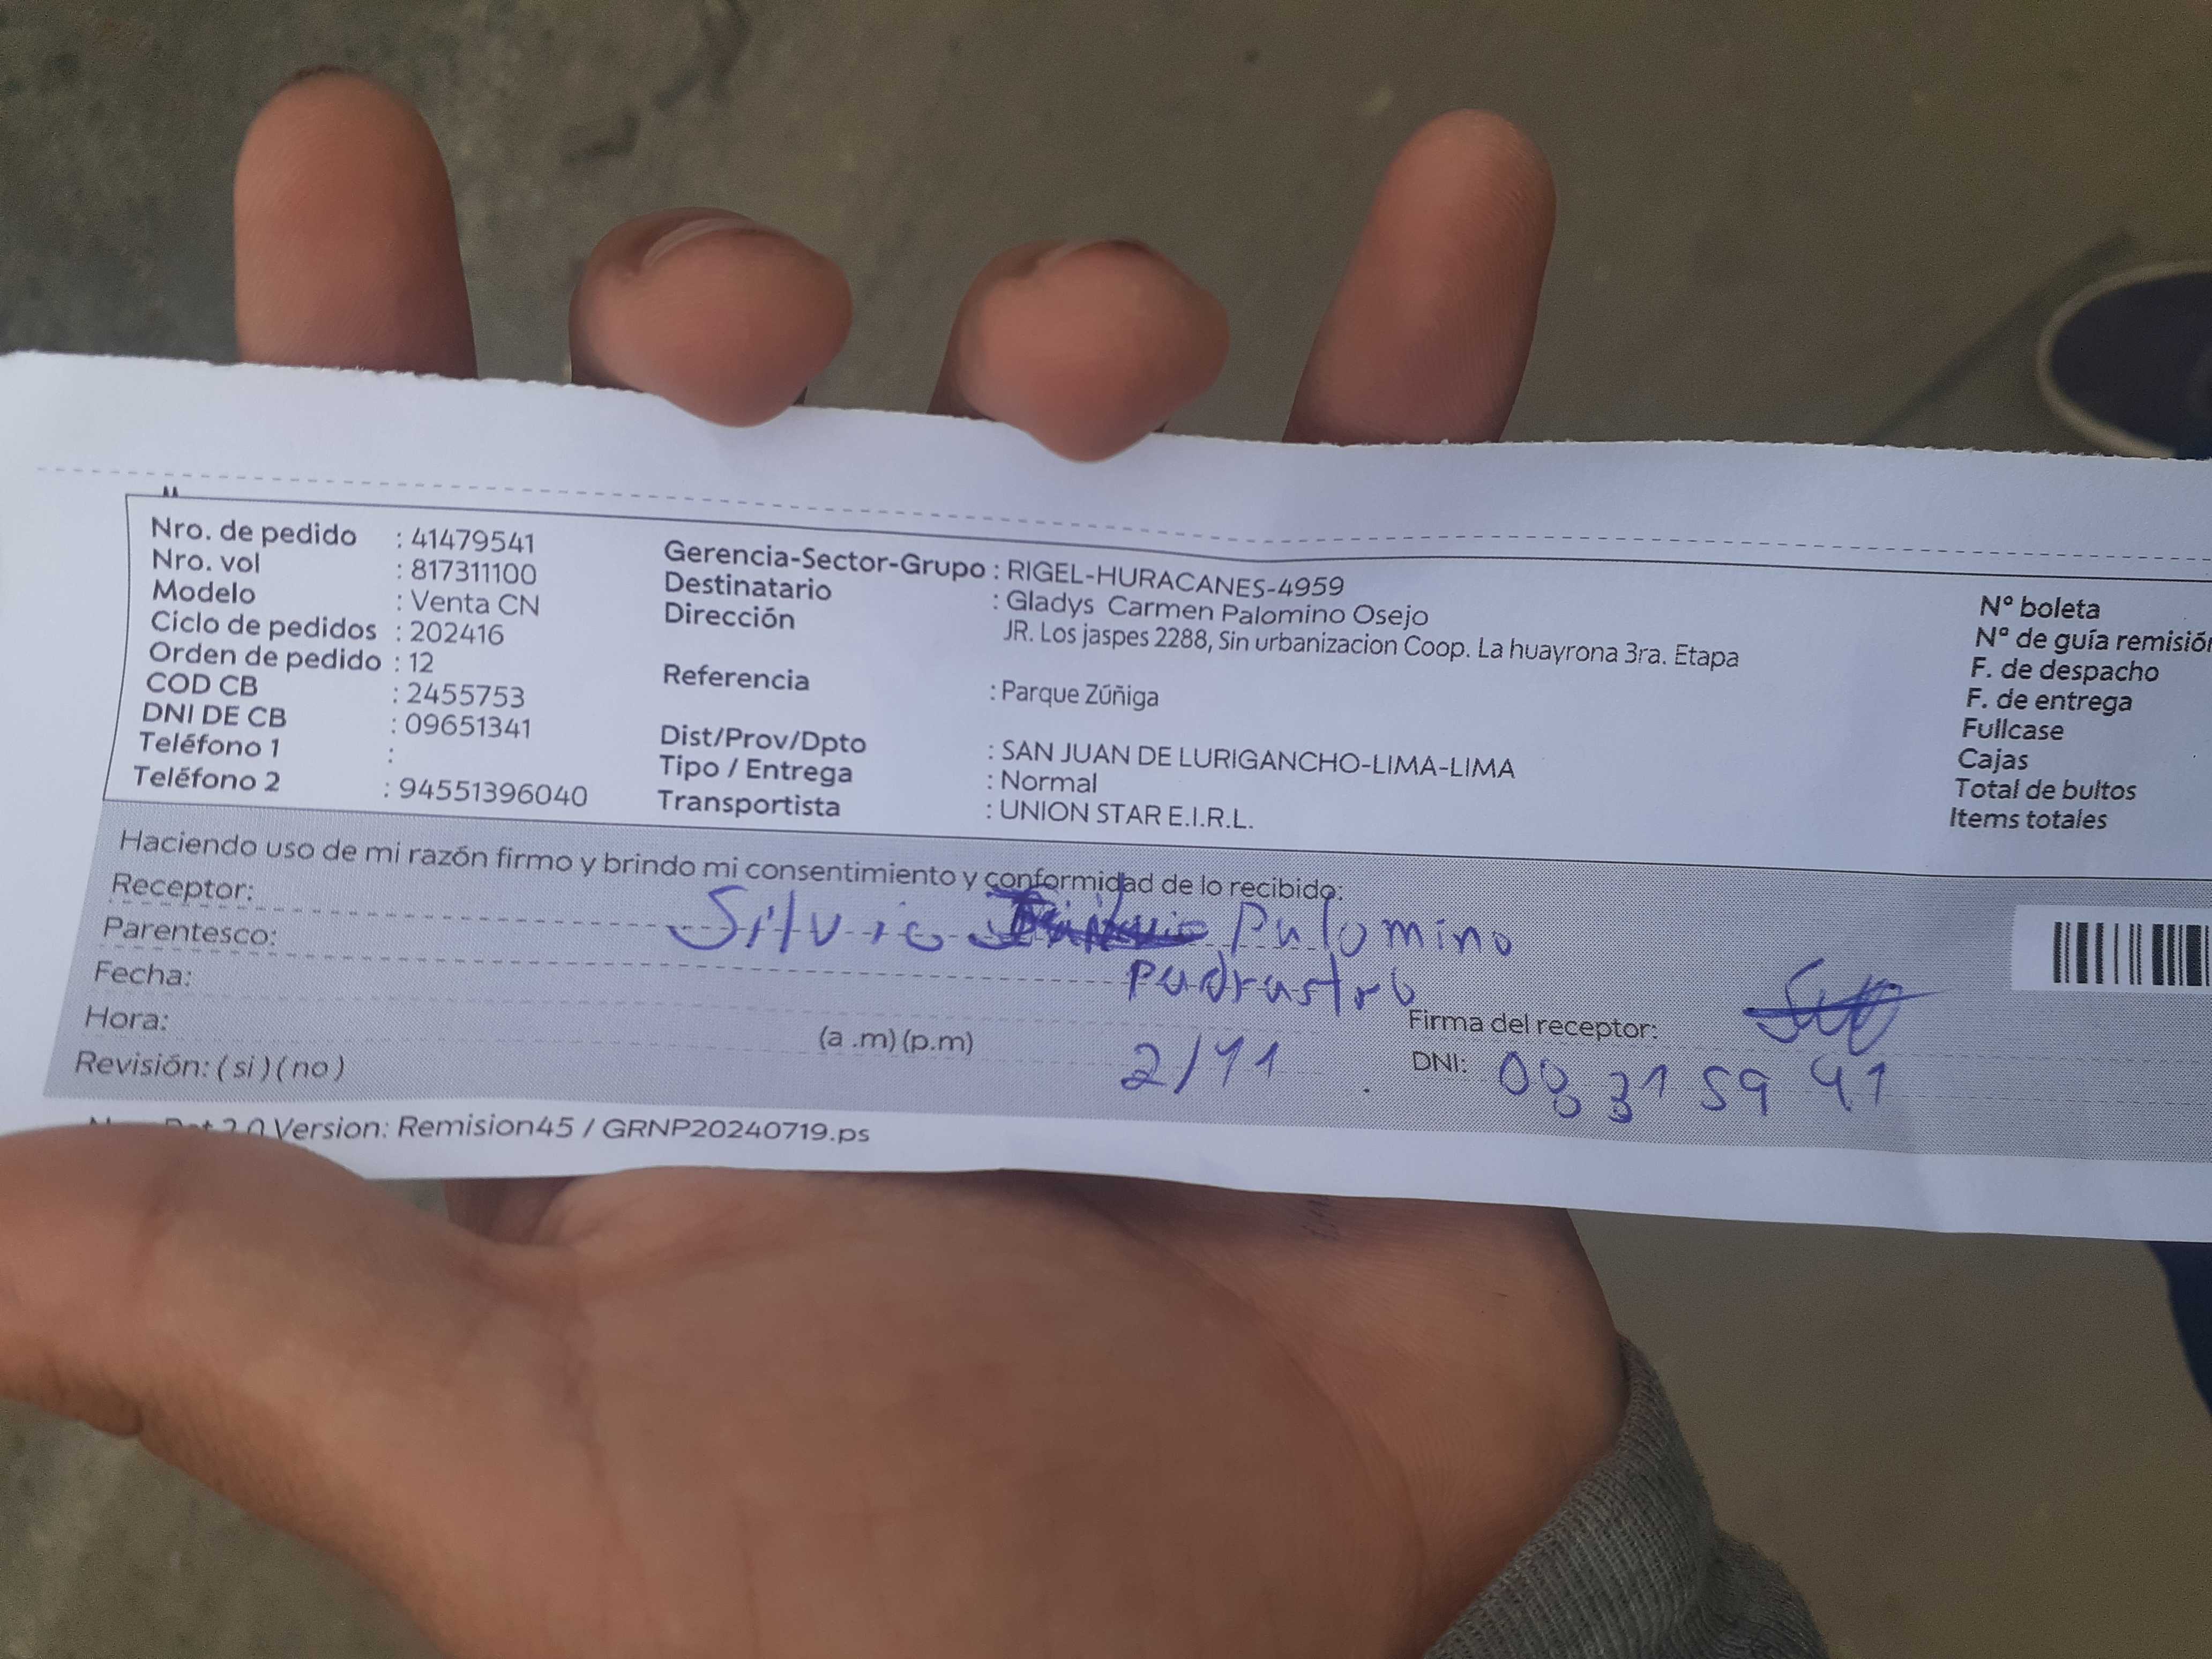 Nro. de pedido : 41479541
Nro. vol : 817311100
Modelo : Venta CN
Ciclo de pedidos : 202416
Orden de pedido : 12
COD CB : 2455753
DNI DE CB : 09651341
Teléfono 1 :
Teléfono 2 : 94551396040
Gerencia-Sector-Grupo : RIGEL-HURACANES-4959
Destinatario : Gladys Carmen Palomino Osejo
Dirección JR. Los jaspes 2288, Sin urbanizacion Coop. La huayrona 3ra. Etapa
Referencia : Parque Zúñiga
Dist/Prov/Dpto : SAN JUAN DE LURIGANCHO-LIMA-LIMA
Tipo / Entrega : Normal
Transportista : UNION STAR E.I.R.L.
N° boleta
N° de guía remisión
F. de despacho
F. de entrega
Fullcase
Cajas
Total de bultos
Items totales
Haciendo uso de mi razón firmo y brindo mi consentimiento y conformidad de lo recibido:
Receptor: Silvio Palomino
Parentesco: padrastro
Fecha: 2/11
Hora: (a .m) (p.m)
Revisión: ( si ) ( no )
Firma del receptor:
DNI: 08 31 59 41
2.0 Version: Remision45 / GRNP20240719.ps